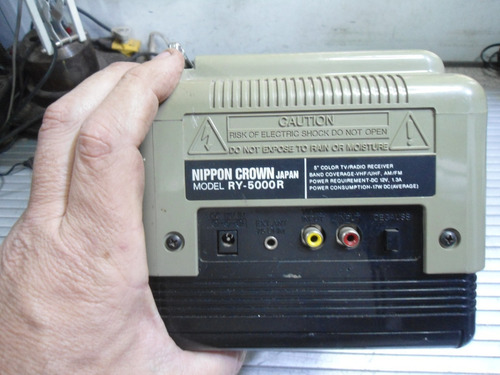 CAUTION
RISK OF ELECTRIC SHOCK DO NOT OPEN
DO NOT EXPOSE TO RAIN OR MOISTURE
NIPPON CROWN JAPAN
MODEL RY-5000R
5" COLOR TV/RADIO RECEIVER
BAND COVERAGE-VHF/UHF, AM/FM
POWER REQUIREMENT-DC 12V, 1.3A
POWER CONSUMPTION-17W DC(AVERAGE)
DEGAUSS